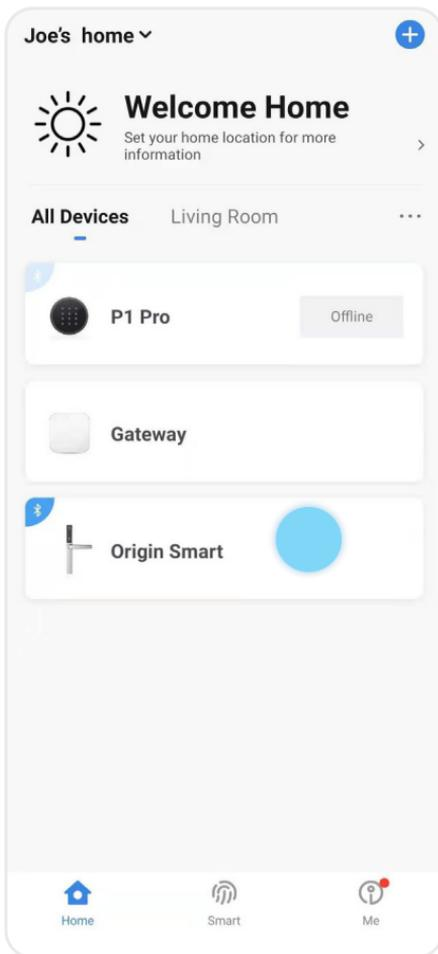 Joe's home
Welcome Home
Set your home location for more
information
All Devices
Living Room
P1 Pro
Offline
Gateway
Origin Smart
Home
Smart
Me